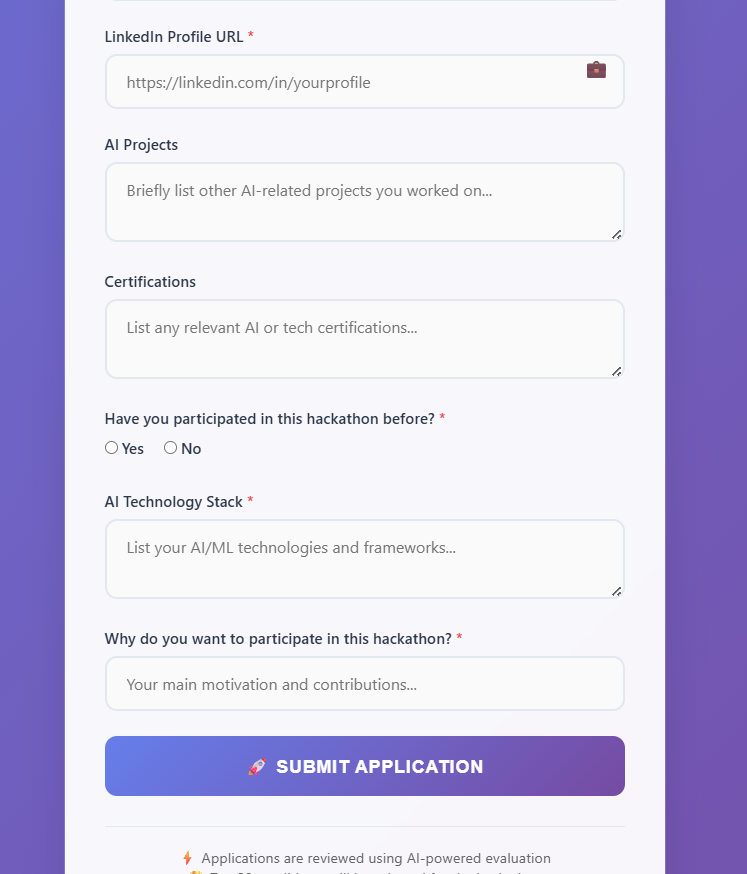 LinkedIn Profile URL *
https://linkedin.com/in/yourprofile
AI Projects
Briefly list other AI-related projects you worked on...
Certifications
List any relevant AI or tech certifications...
Have you participated in this hackathon before? *
Yes No
AI Technology Stack *
List your AI/ML technologies and frameworks...
Why do you want to participate in this hackathon? *
Your main motivation and contributions...
🚀 SUBMIT APPLICATION
⚡ Applications are reviewed using AI-powered evaluation